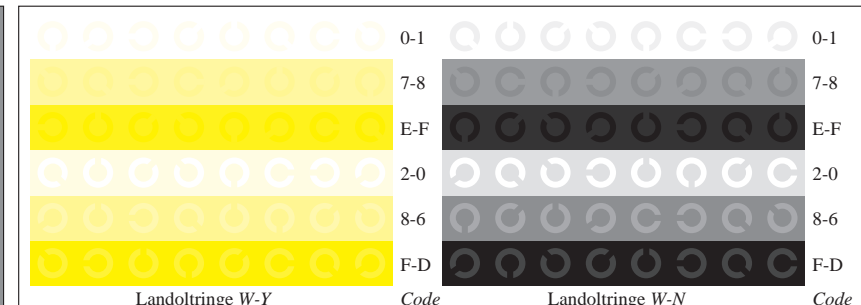 0-1 0-1
7-8 7-8
E-F E-F
2-0 2-0
8-6 8-6
F-D F-D
Landoltringe W-Y Code Landoltringe W-N Code